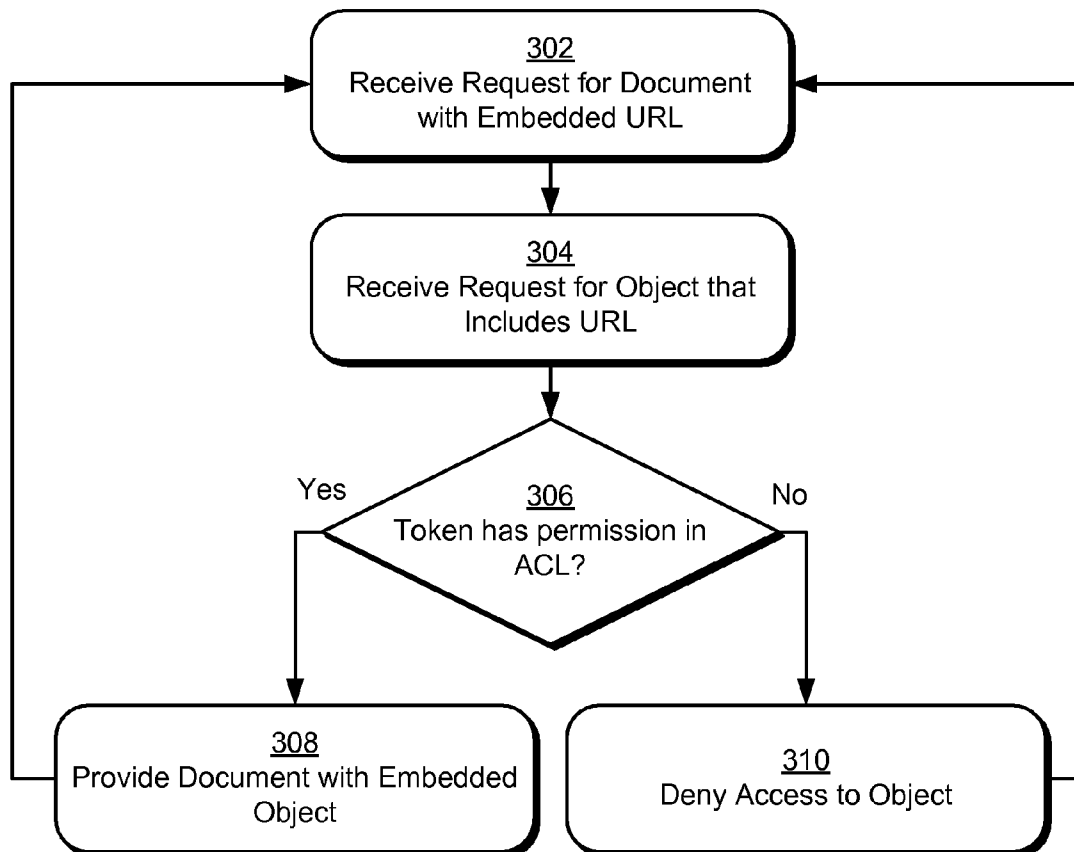 302
Receive Request for Document
with Embedded URL
304
Receive Request for Object that
Includes URL
Yes
306
No
Token has permission in
ACL?
308
Provide Document with Embedded
Object
310
Deny Access to Object